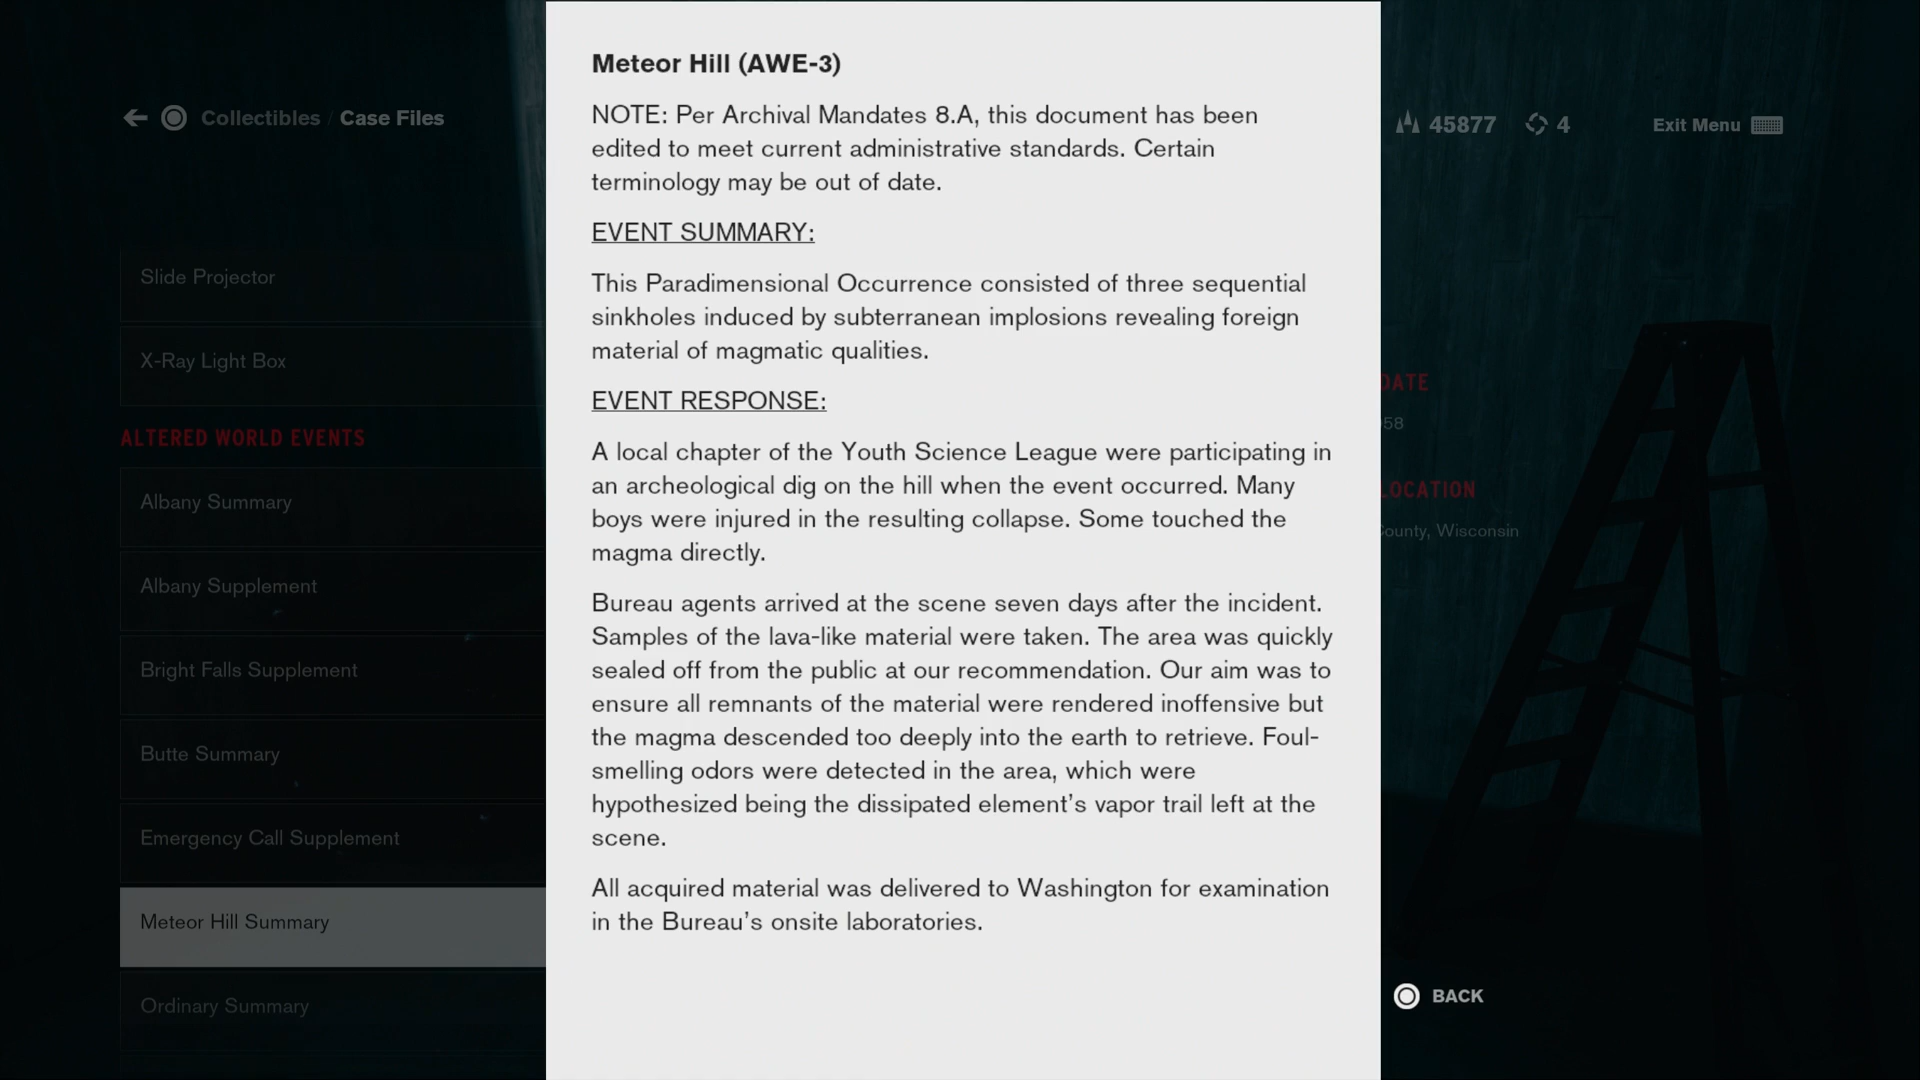 Meteor Hill (AWE-3)
NOTE: Per Archival Mandates 8.A, this document has been
edited to meet current administrative standards. Certain
terminology may be out of date.
EVENT SUMMARY:
This Paradimensional Occurrence consisted of three sequential
sinkholes induced by subterranean implosions revealing foreign
material of magmatic qualities.
EVENT RESPONSE:
A local chapter of the Youth Science League were participating in
an archeological dig on the hill when the event occurred. Many
boys were injured in the resulting collapse. Some touched the
magma directly.
Bureau agents arrived at the scene seven days after the incident.
Samples of the lava-like material were taken. The area was quickly
sealed off from the public at our recommendation. Our aim was to
ensure all remnants of the material were rendered inoffensive but
the magma descended too deeply into the earth to retrieve. Foul-
smelling odors were detected in the area, which were
hypothesized being the dissipated element's vapor trail left at the
scene.
All acquired material was delivered to Washington for examination
in the Bureau's onsite laboratories.
Collectibles / Case Files
Slide Projector
X-Ray Light Box
ALTERED WORLD EVENTS
Albany Summary
Albany Supplement
Bright Falls Supplement
Butte Summary
Emergency Call Supplement
Meteor Hill Summary
Ordinary Summary
45877 4 Exit Menu
DATE
58
LOCATION
County, Wisconsin
BACK